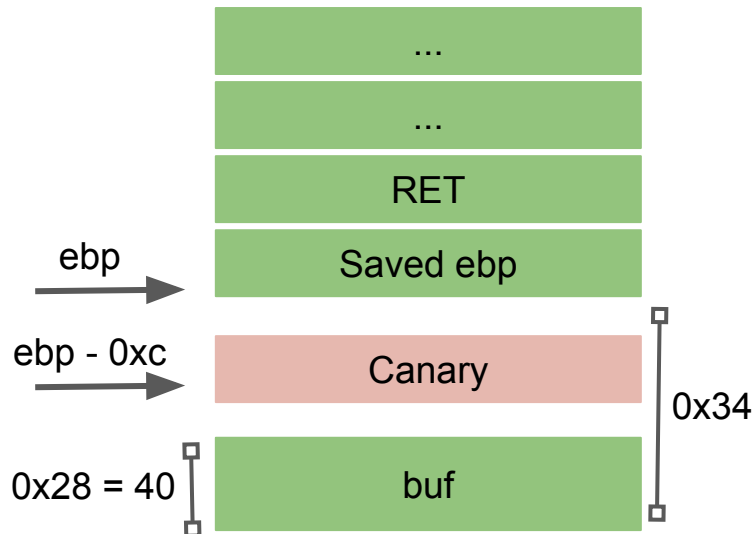 ...
...
RET
ebp
Saved ebp
ebp - 0xc
Canary
0x34
0x28 = 40
buf